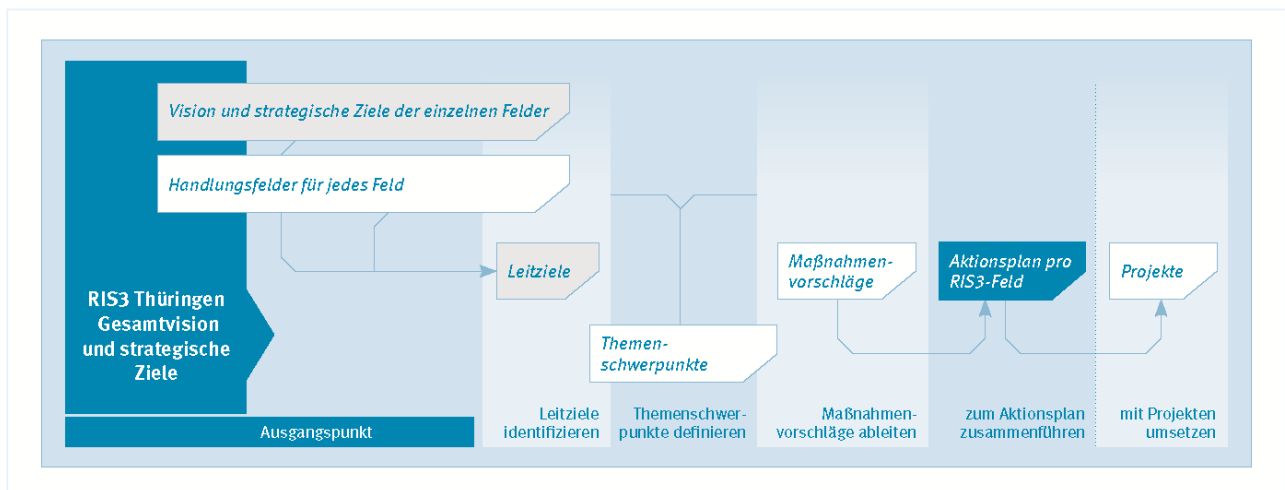 Vision und strategische Ziele der einzelnen Felder
Handlungsfelder für jedes Feld
RIS3 Thüringen
Gesamtvision
und strategische
Ziele
Leitziele
Themen-
schwerpunkte
Maßnahmen-
vorschläge
Aktionsplan pro
RIS3-Feld
Projekte
Ausgangspunkt
Leitziele
identifizieren
Themenschwer-
punkte definieren
Maßnahmen-
vorschläge ableiten
zum Aktionsplan
zusammenführen
mit Projekten
umsetzen